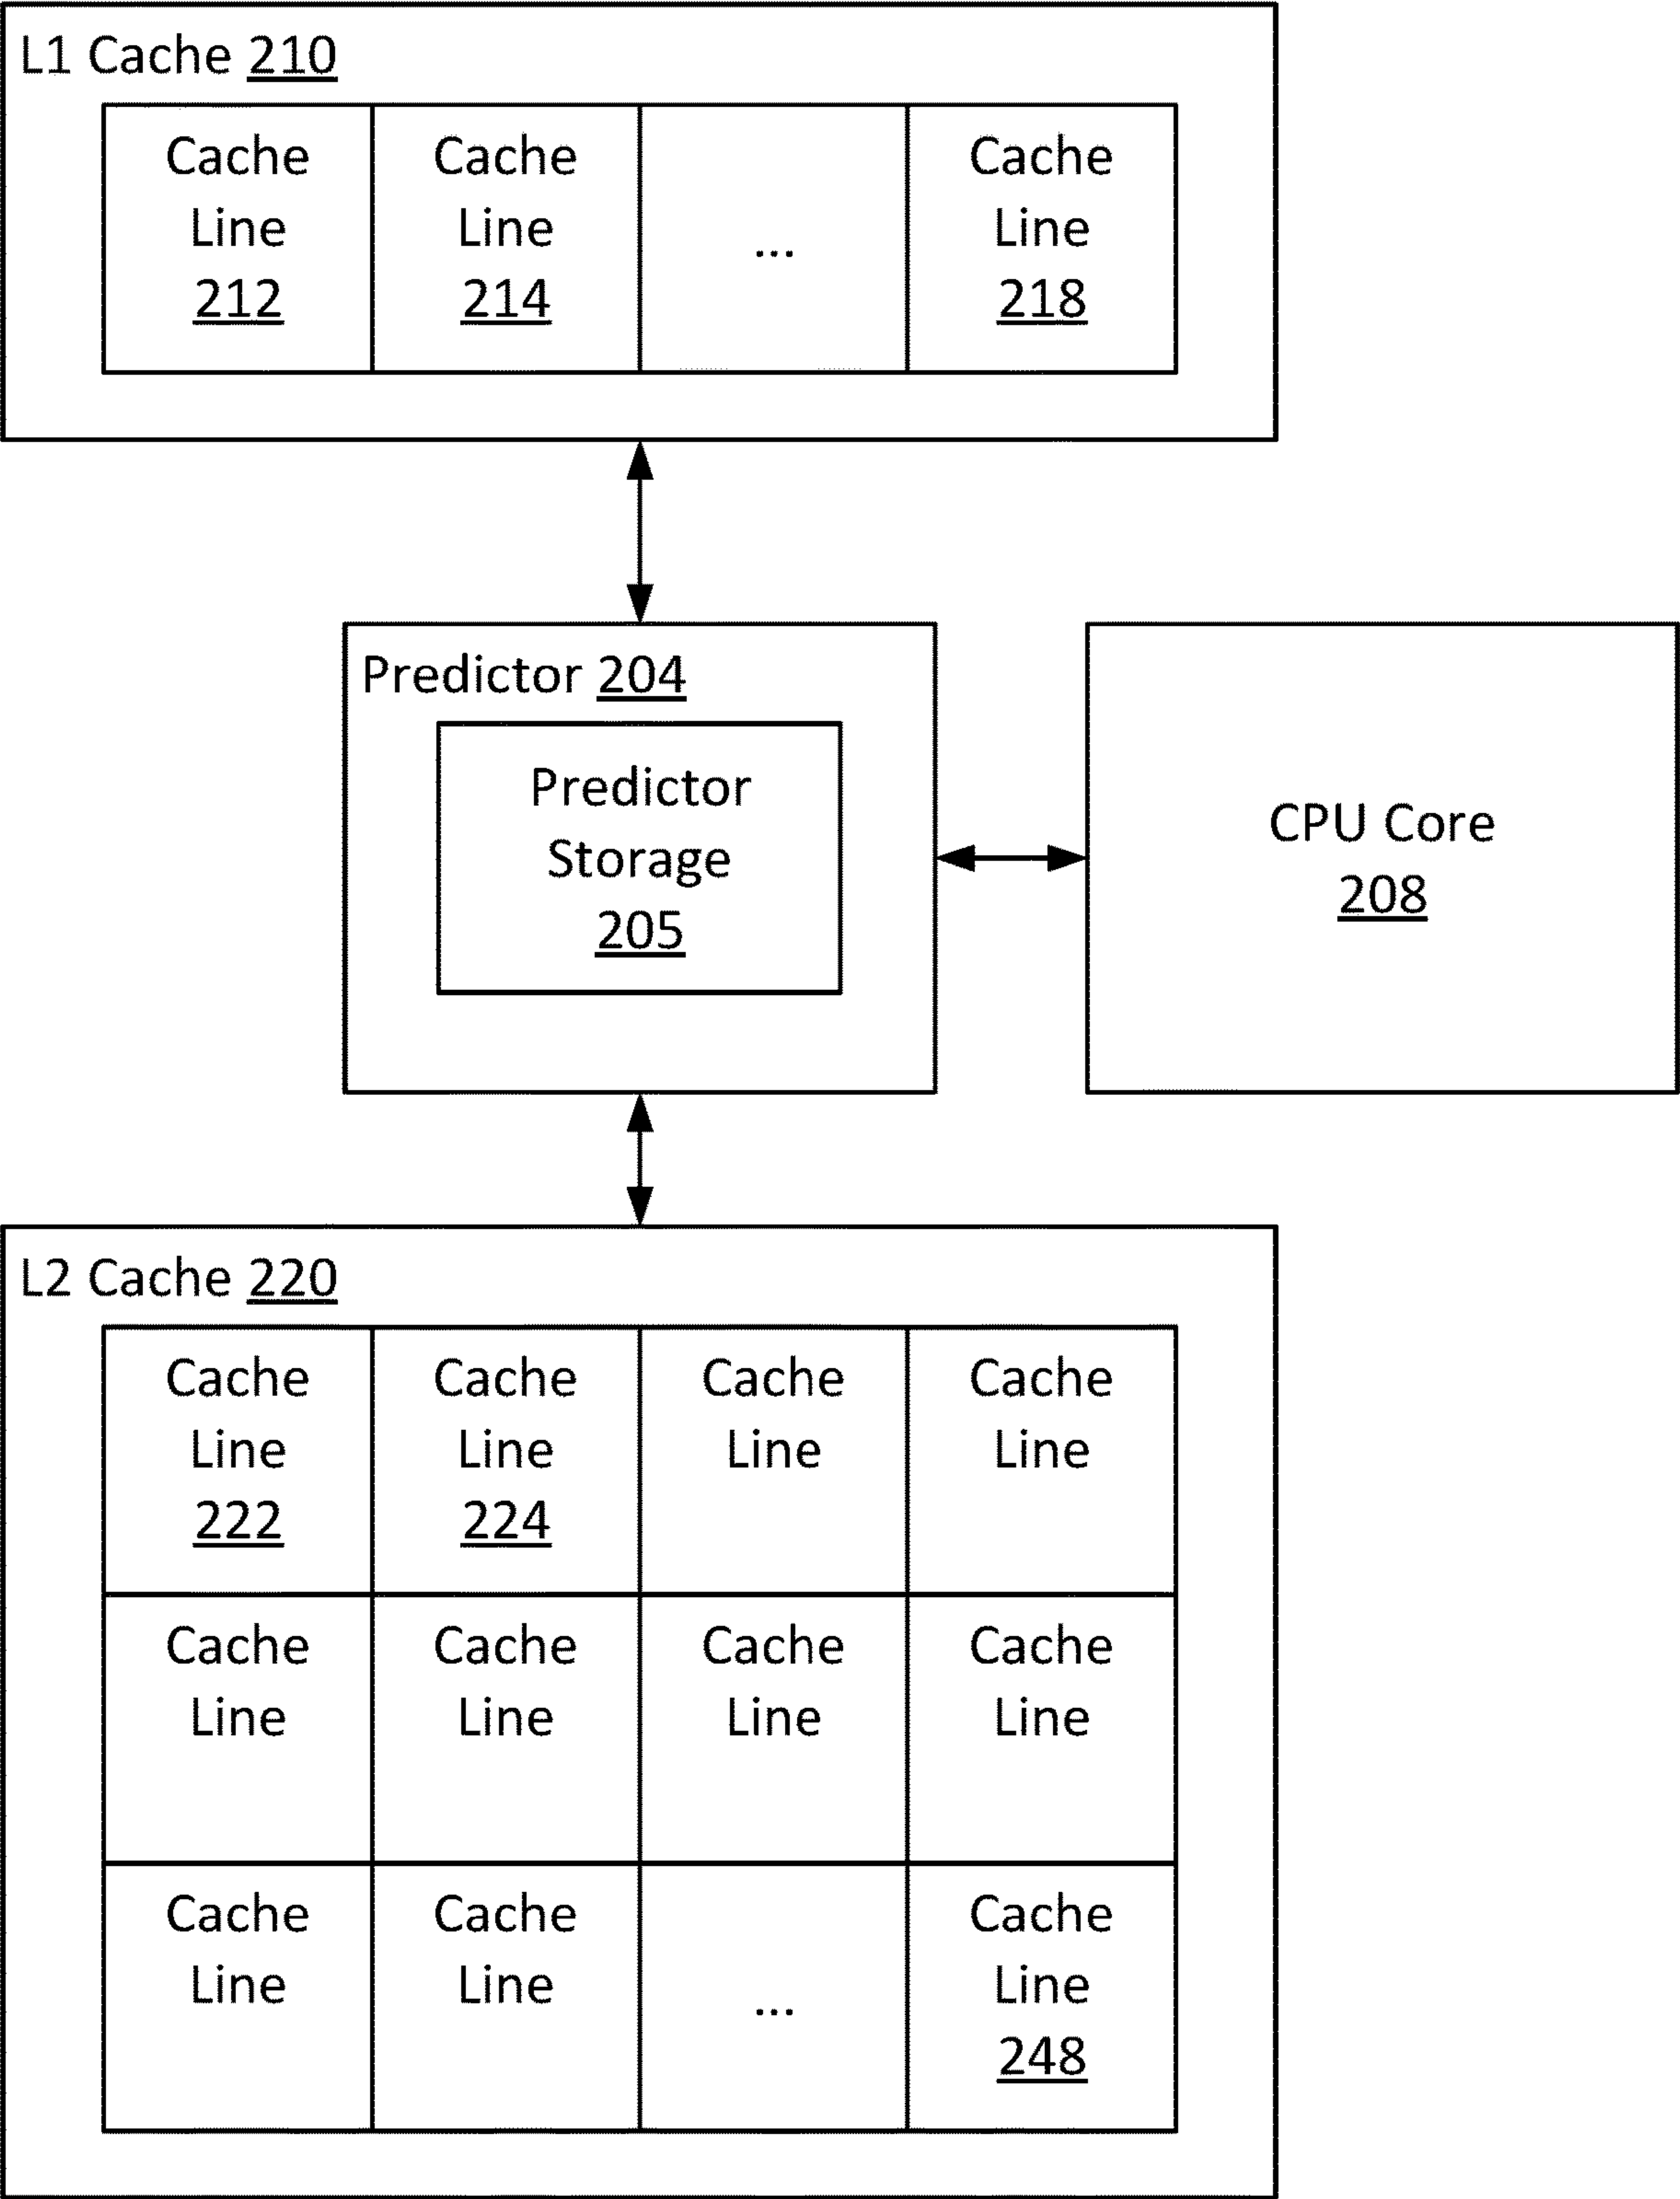 L1 Cache 210
Cache
Line
212
Cache
Line
214
...
Cache
Line
218
Predictor 204
Predictor
Storage
205
CPU Core
208
L2 Cache 220
Cache
Line
222
Cache
Line
224
Cache
Line
Cache
Line
Cache
Line
Cache
Line
Cache
Line
Cache
Line
Cache
Line
Cache
Line
...
Cache
Line
248